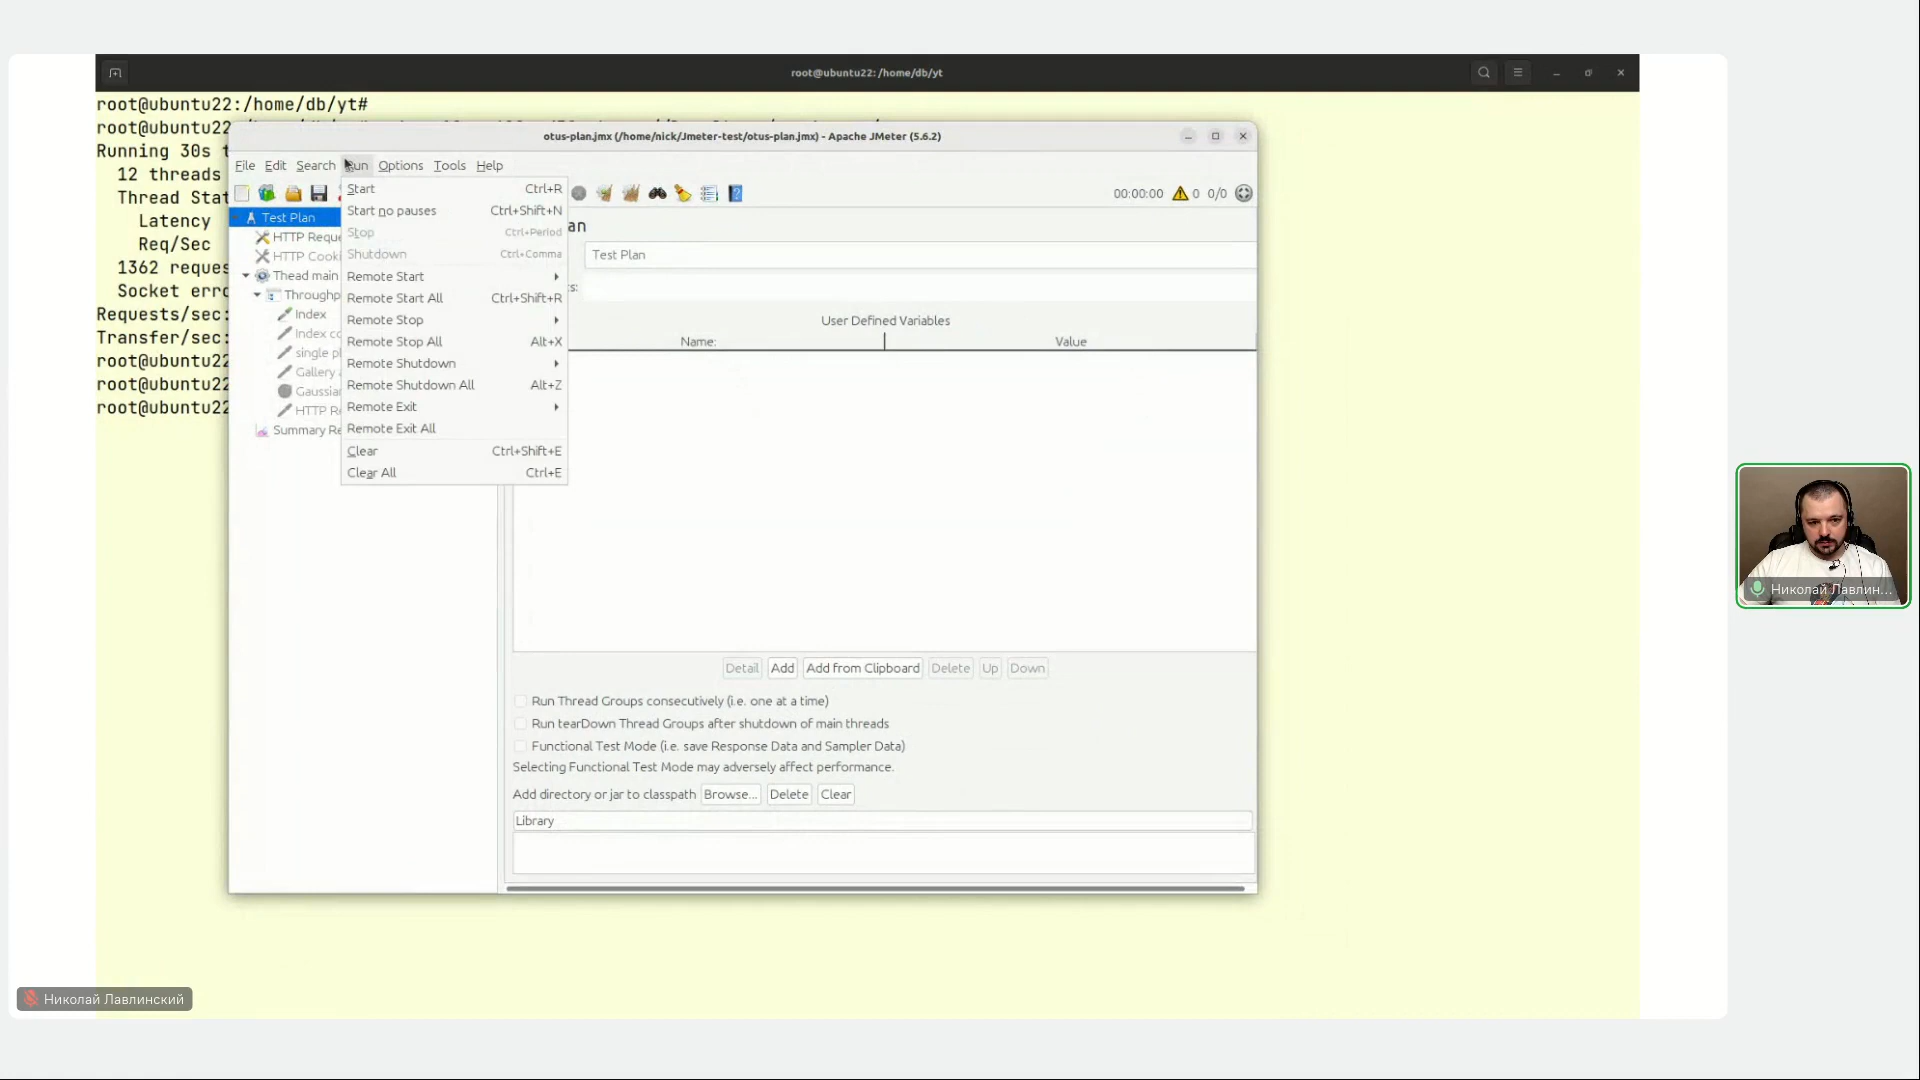 root@ubuntu22: /home/db/yt
root@ubuntu22:/home/db/yt#
root@ubuntu22
Running 30s
12 threads
Thread Stat
Latency
Req/Sec
1362 reques
Socket erro
Requests/sec:
Transfer/sec:
root@ubuntu22
root@ubuntu22
root@ubuntu22
otus-plan.jmx (/home/nick/Jmeter-test/otus-plan.jmx) - Apache JMeter (5.6.2)
File Edit Search Run Options Tools Help
00:00:00 0 0/0
Test Plan
HTTP Reque
HTTP Cooki
Thead main
Throughp
Index
Index co
single p
Gallery
Gaussia
HTTP Re
Summary Re
Start Ctrl+R
Start no pauses Ctrl+Shift+N
Stop Ctrl+Period
Shutdown Ctrl+Comma
Remote Start
Remote Start All Ctrl+Shift+R
Remote Stop
Remote Stop All Alt+X
Remote Shutdown
Remote Shutdown All Alt+Z
Remote Exit
Remote Exit All
Clear Ctrl+Shift+E
Clear All Ctrl+E
an
Test Plan
ts:
User Defined Variables
Name: Value
Detail Add Add from Clipboard Delete Up Down
Run Thread Groups consecutively (i.e. one at a time)
Run tearDown Thread Groups after shutdown of main threads
Functional Test Mode (i.e. save Response Data and Sampler Data)
Selecting Functional Test Mode may adversely affect performance.
Add directory or jar to classpath Browse... Delete Clear
Library
Николай Лавлин...
Николай Лавлинский